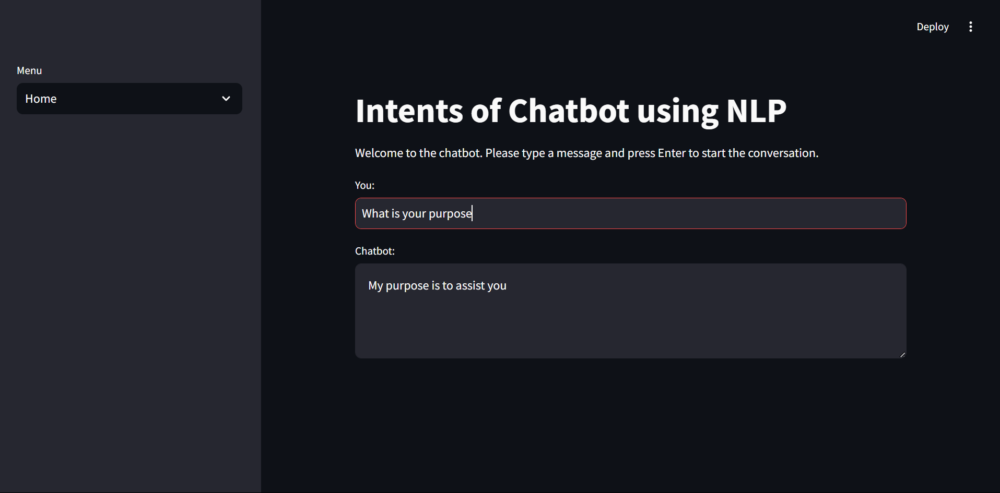 Deploy
Menu
Home
Intents of Chatbot using NLP
Welcome to the chatbot. Please type a message and press Enter to start the conversation.
You:
What is your purpose
Chatbot:
My purpose is to assist you